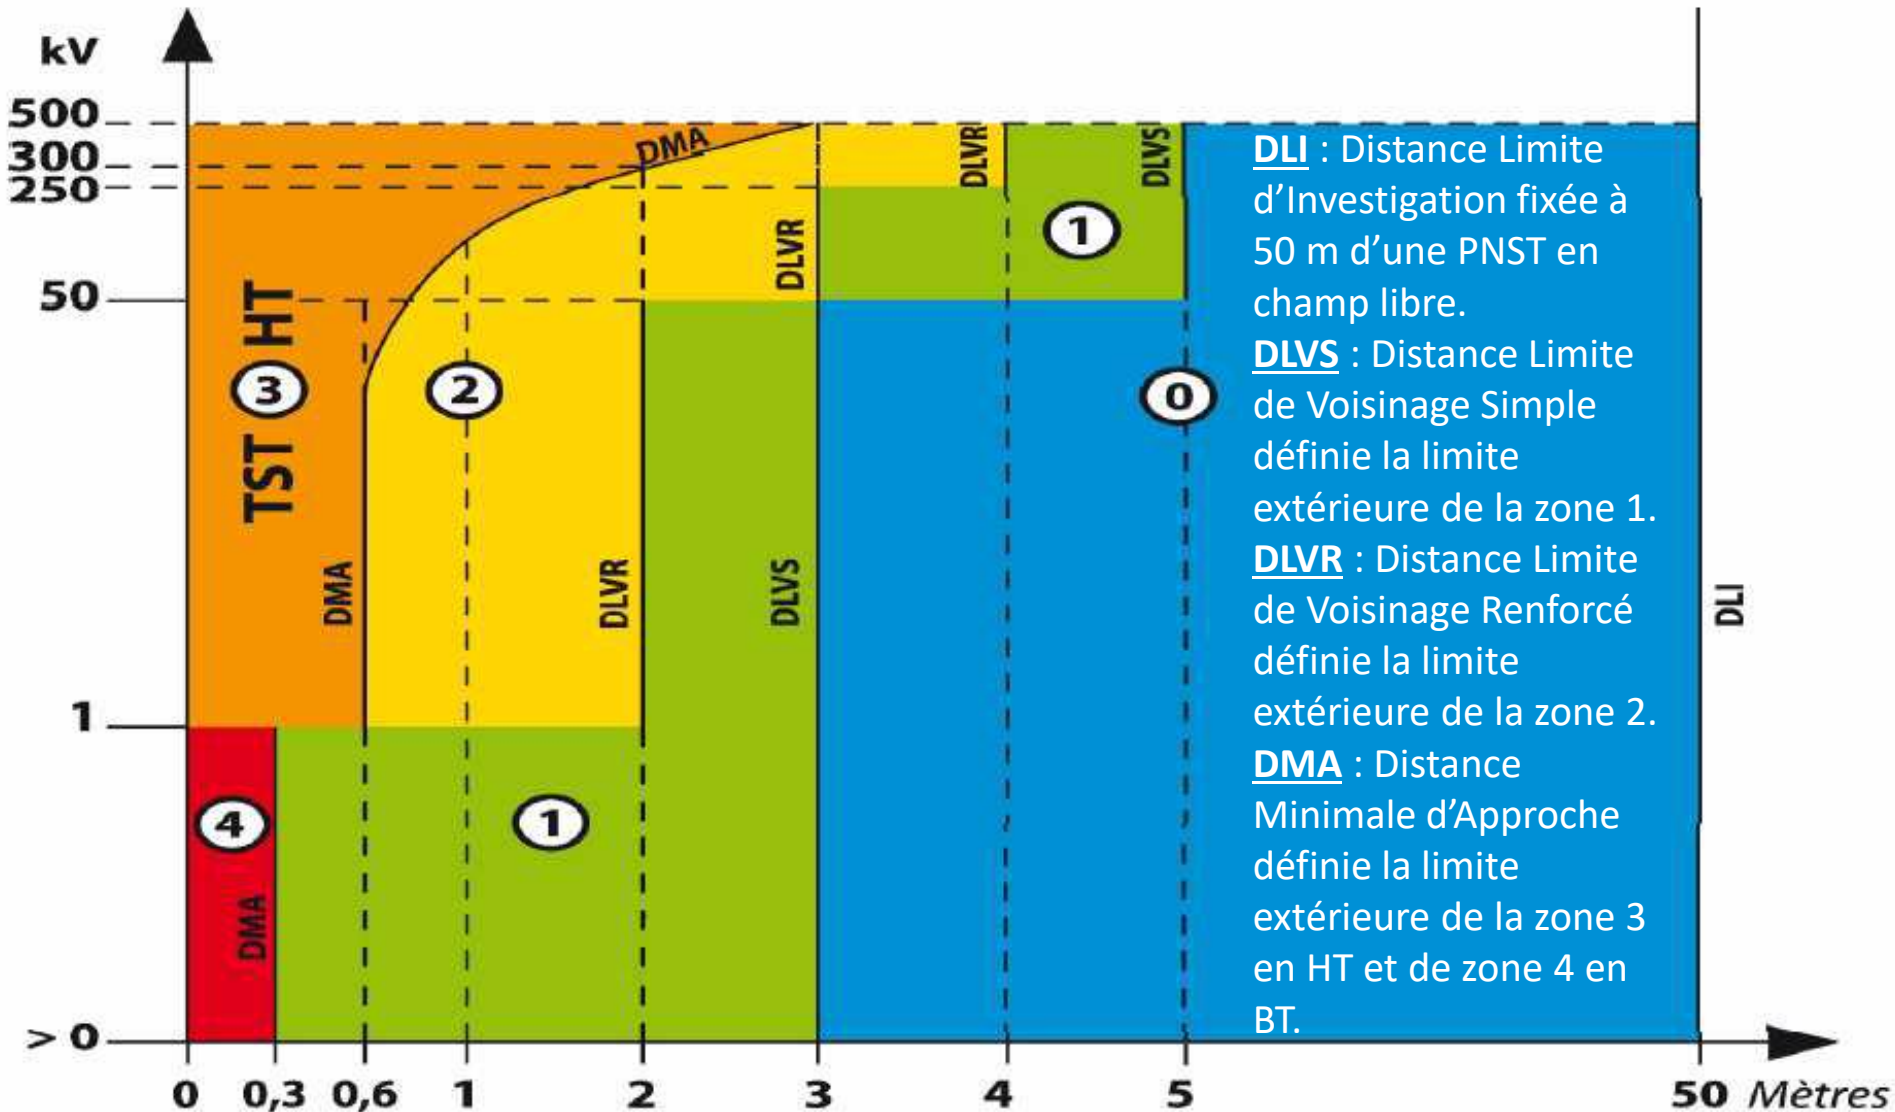 kV
500
300
250
50
1
> 0
DMA
DLVR
DLVS
DLVR
1
TST 3 HT
2
0
DMA
DLVR
DLVS
DLI
4
1
DMA
0 0,3 0,6 1 2 3 4 5 50 Mètres
DLI : Distance Limite
d’Investigation fixée à
50 m d’une PNST en
champ libre.
DLVS : Distance Limite
de Voisinage Simple
définie la limite
extérieure de la zone 1.
DLVR : Distance Limite
de Voisinage Renforcé
définie la limite
extérieure de la zone 2.
DMA : Distance
Minimale d’Approche
définie la limite
extérieure de la zone 3
en HT et de zone 4 en
BT.